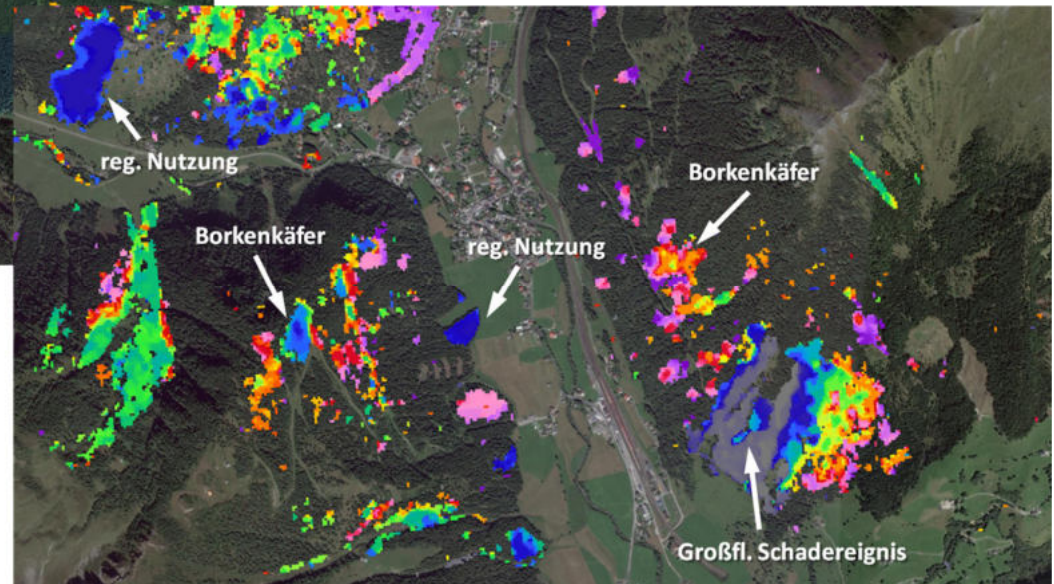 reg. Nutzung
Borkenkäfer
Borkenkäfer
reg. Nutzung
Großfl. Schadereignis